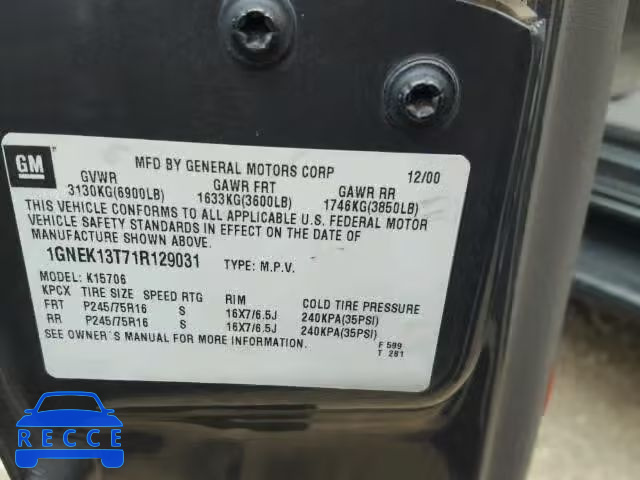 GM
MFD BY GENERAL MOTORS CORP 12/00
GVWR GAWR FRT GAWR RR
3130KG(6900LB) 1633KG(3600LB) 1746KG(3850LB)
THIS VEHICLE CONFORMS TO ALL APPLICABLE U.S. FEDERAL MOTOR
VEHICLE SAFETY STANDARDS IN EFFECT ON THE DATE OF
MANUFACTURE SHOWN ABOVE.
1GNEK13T71R129031 TYPE: M.P.V.
MODEL: K15706
KPCX TIRE SIZE SPEED RTG RIM COLD TIRE PRESSURE
FRT P245/75R16 S 16X7/6.5J 240KPA(35PSI)
RR P245/75R16 S 16X7/6.5J 240KPA(35PSI)
SEE OWNER'S MANUAL FOR MORE INFORMATION.
F 599
T 281
RECCE